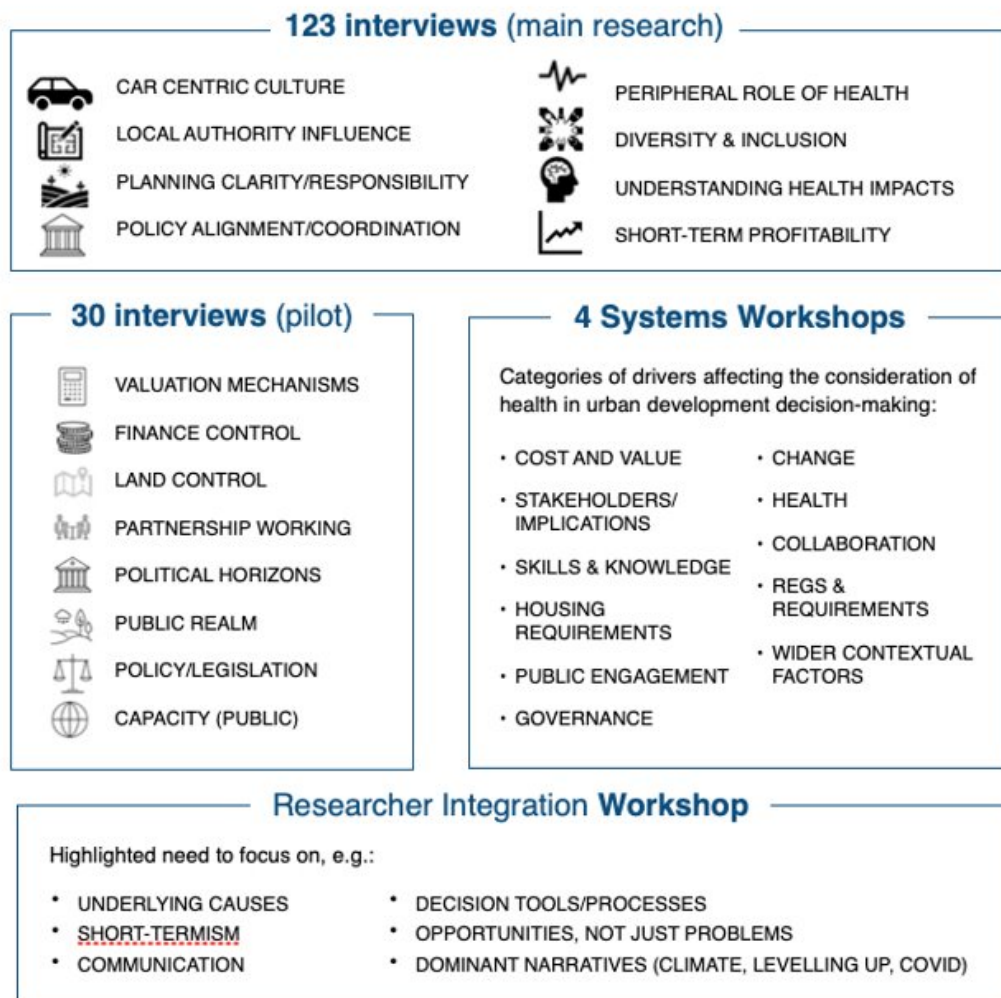 123 interviews (main research)
CAR CENTRIC CULTURE
LOCAL AUTHORITY INFLUENCE
PLANNING CLARITY/RESPONSIBILITY
POLICY ALIGNMENT/COORDINATION
PERIPHERAL ROLE OF HEALTH
DIVERSITY & INCLUSION
UNDERSTANDING HEALTH IMPACTS
SHORT-TERM PROFITABILITY
30 interviews (pilot)
VALUATION MECHANISMS
FINANCE CONTROL
LAND CONTROL
PARTNERSHIP WORKING
POLITICAL HORIZONS
PUBLIC REALM
POLICY/LEGISLATION
CAPACITY (PUBLIC)
4 Systems Workshops
Categories of drivers affecting the consideration of
health in urban development decision-making:
• COST AND VALUE
• STAKEHOLDERS/
IMPLICATIONS
• SKILLS & KNOWLEDGE
• HOUSING
REQUIREMENTS
• PUBLIC ENGAGEMENT
• GOVERNANCE
• CHANGE
• HEALTH
• COLLABORATION
• REGS &
REQUIREMENTS
• WIDER CONTEXTUAL
FACTORS
Researcher Integration Workshop
Highlighted need to focus on, e.g.:
• UNDERLYING CAUSES
• SHORT-TERMISM
• COMMUNICATION
• DECISION TOOLS/PROCESSES
• OPPORTUNITIES, NOT JUST PROBLEMS
• DOMINANT NARRATIVES (CLIMATE, LEVELLING UP, COVID)